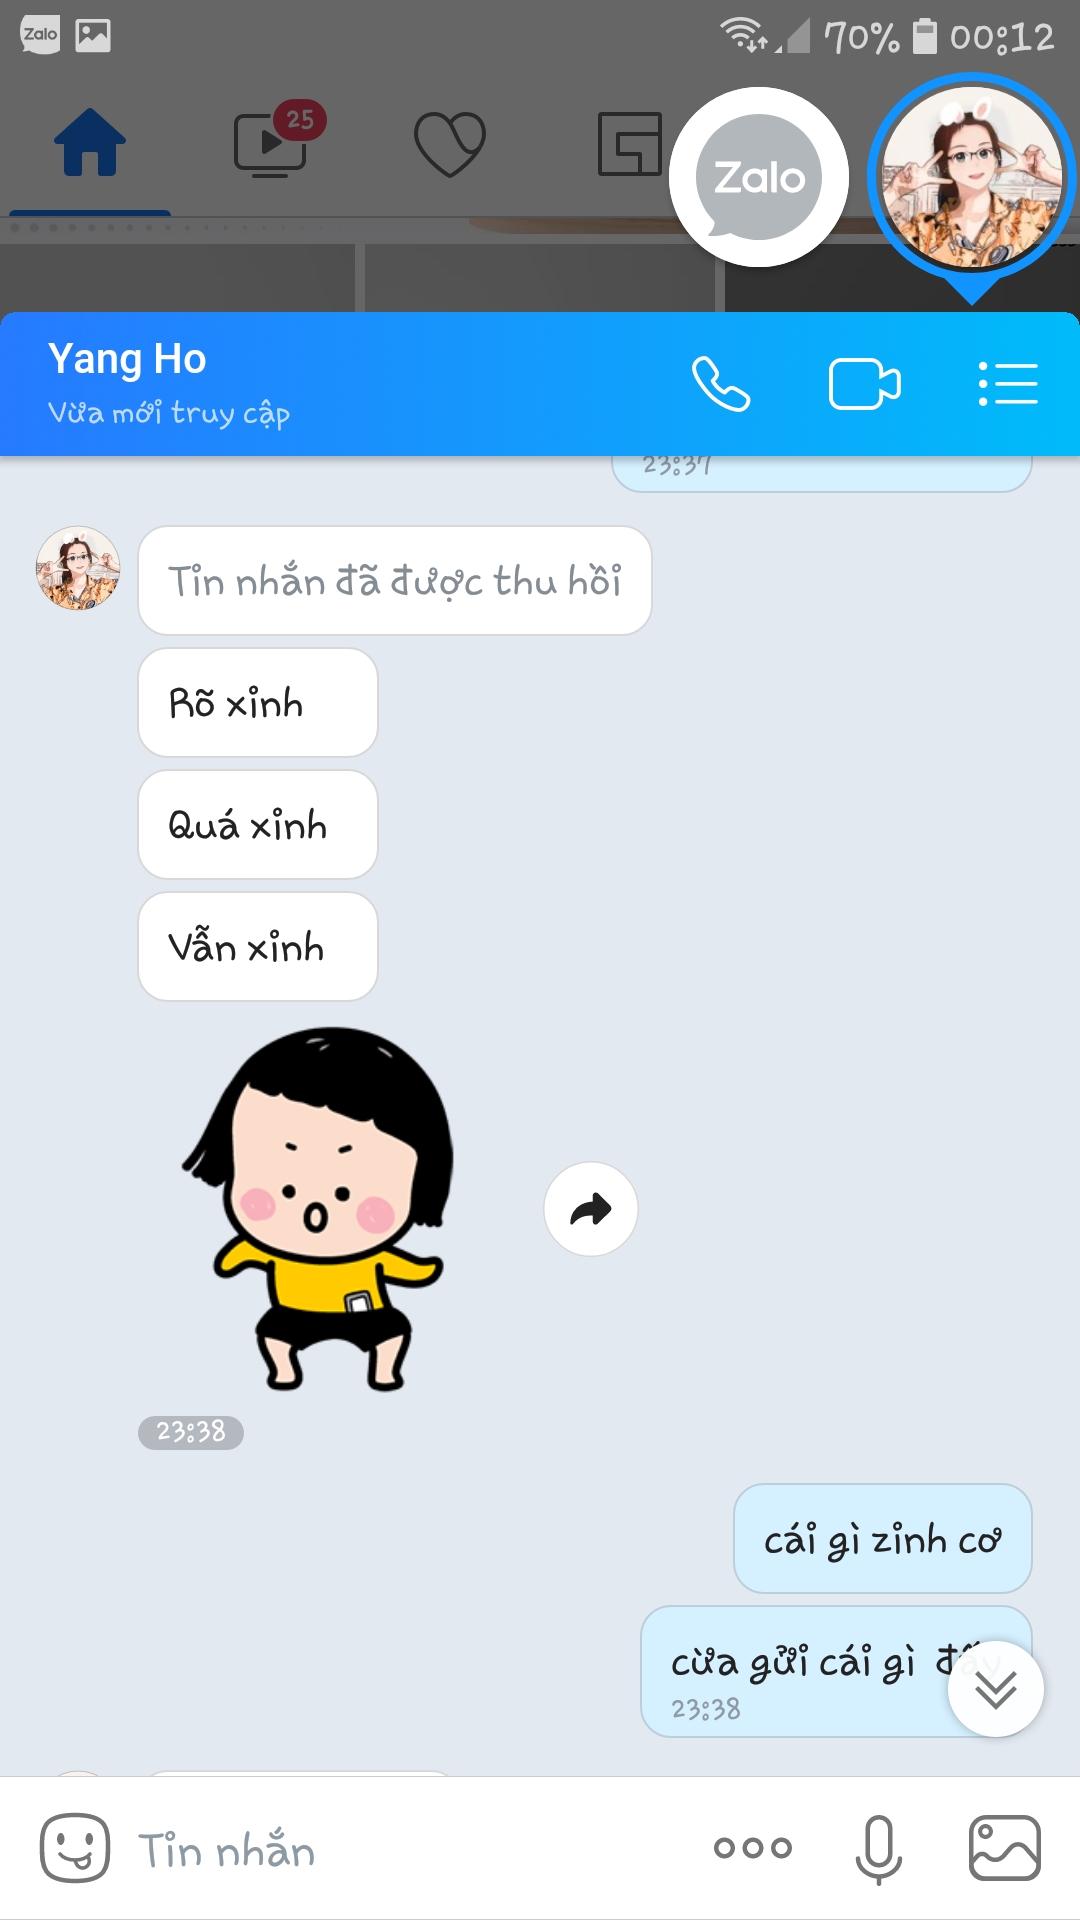 Zalo
70% 00:12
25
Zalo
Yang Ho
Vừa mới truy cập
23:37
Tin nhắn đã được thu hồi
Rõ xinh
Quá xinh
Vẫn xinh
23:38
cái gì zinh cơ
cừa gửi cái gì đấy
23:38
Tin nhắn